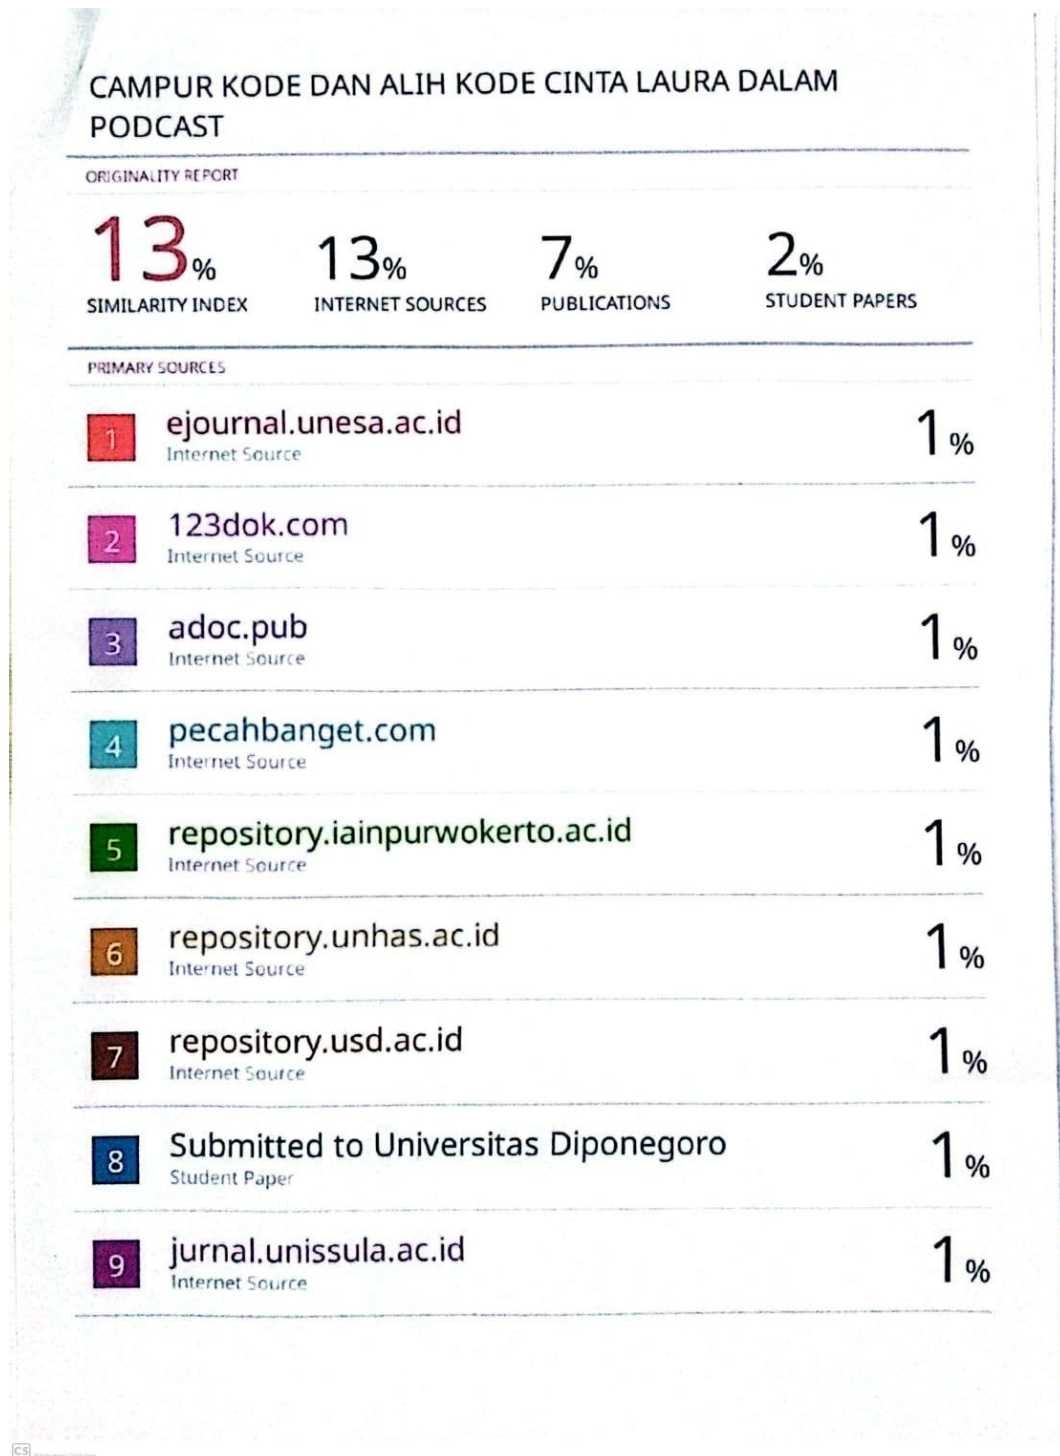 CAMPUR KODE DAN ALIH KODE CINTA LAURA DALAM
PODCAST
ORIGINALITY REPORT
13% 13% 7% 2%
SIMILARITY INDEX INTERNET SOURCES PUBLICATIONS STUDENT PAPERS
PRIMARY SOURCES
1 ejournal.unesa.ac.id 1%
Internet Source
2 123dok.com 1%
Internet Source
3 adoc.pub 1%
Internet Source
4 pecahbanget.com 1%
Internet Source
5 repository.iainpurwokerto.ac.id 1%
Internet Source
6 repository.unhas.ac.id 1%
Internet Source
7 repository.usd.ac.id 1%
Internet Source
8 Submitted to Universitas Diponegoro 1%
Student Paper
9 jurnal.unissula.ac.id 1%
Internet Source
CS